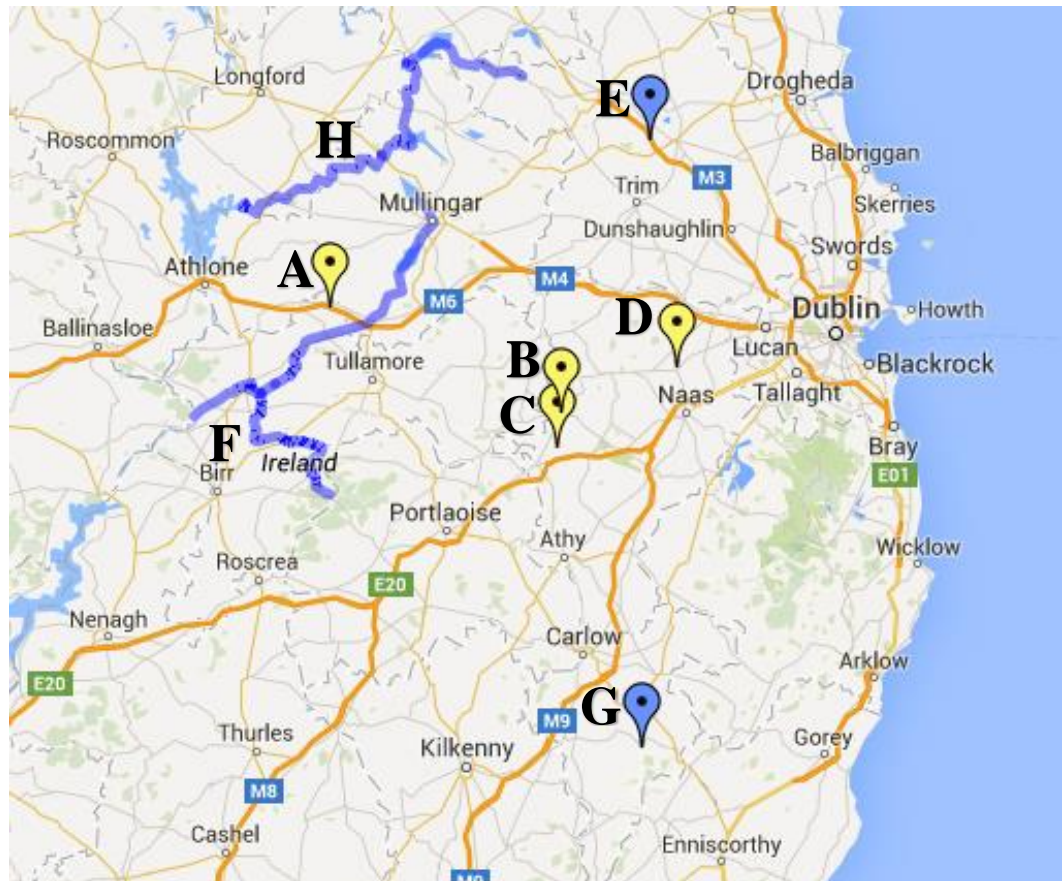 Longford
Drogheda
E
H
Roscommon
Balbriggan
M3
Trim
Skerries
Mullingar
Dunshaughlin
Swords
A
Athlone
M4
M6
Dublin
Howth
D
Ballinasloe
Lucan
B
Tullamore
Blackrock
Tallaght
Naas
C
F
Bray
Ireland
Birr
E01
Portlaoise
Athy
Wicklow
Roscrea
E20
Nenagh
Carlow
Arklow
E20
G
M9
Thurles
Kilkenny
Gorey
M8
Cashel
Enniscorthy
M9